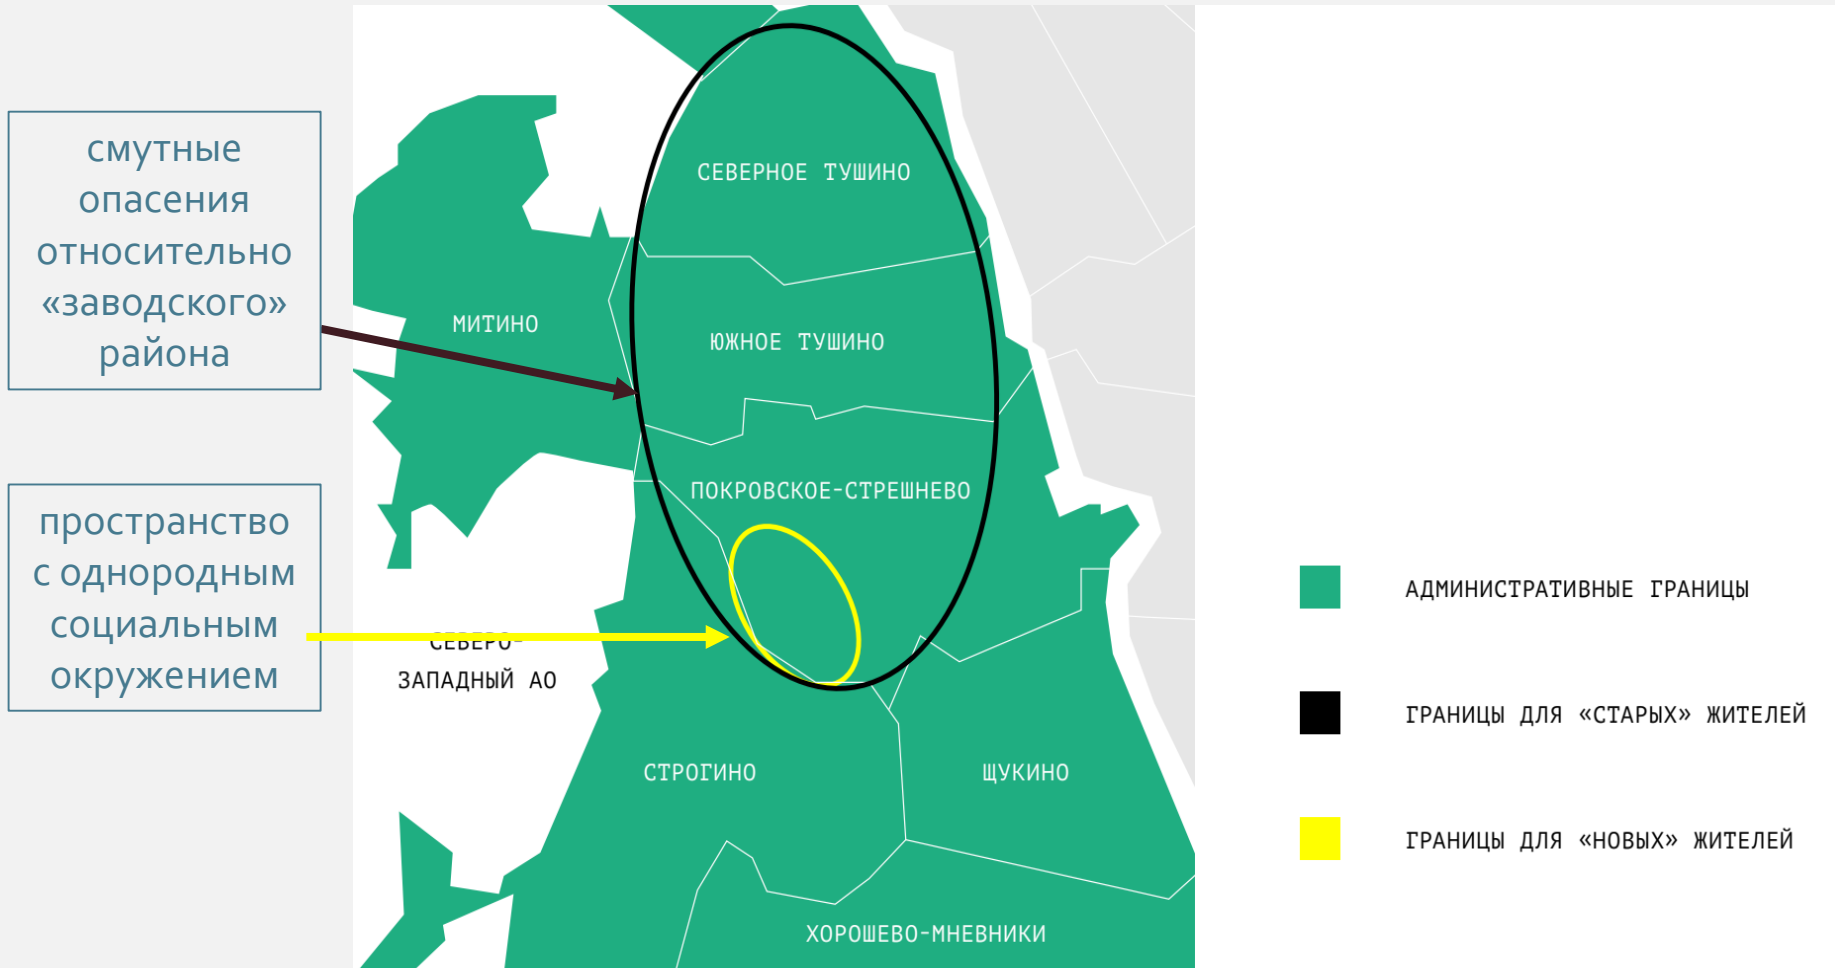 смутные
опасения
относительно
«заводского»
района
пространство
с однородным
социальным
окружением
СЕВЕРНОЕ ТУШИНО
МИТИНО
ЮЖНОЕ ТУШИНО
ПОКРОВСКОЕ-СТРЕШНЕВО
СЕВЕРО-
ЗАПАДНЫЙ АО
СТРОГИНО
ЩУКИНО
ХОРОШЕВО-МНЕВНИКИ
АДМИНИСТРАТИВНЫЕ ГРАНИЦЫ
ГРАНИЦЫ ДЛЯ «СТАРЫХ» ЖИТЕЛЕЙ
ГРАНИЦЫ ДЛЯ «НОВЫХ» ЖИТЕЛЕЙ